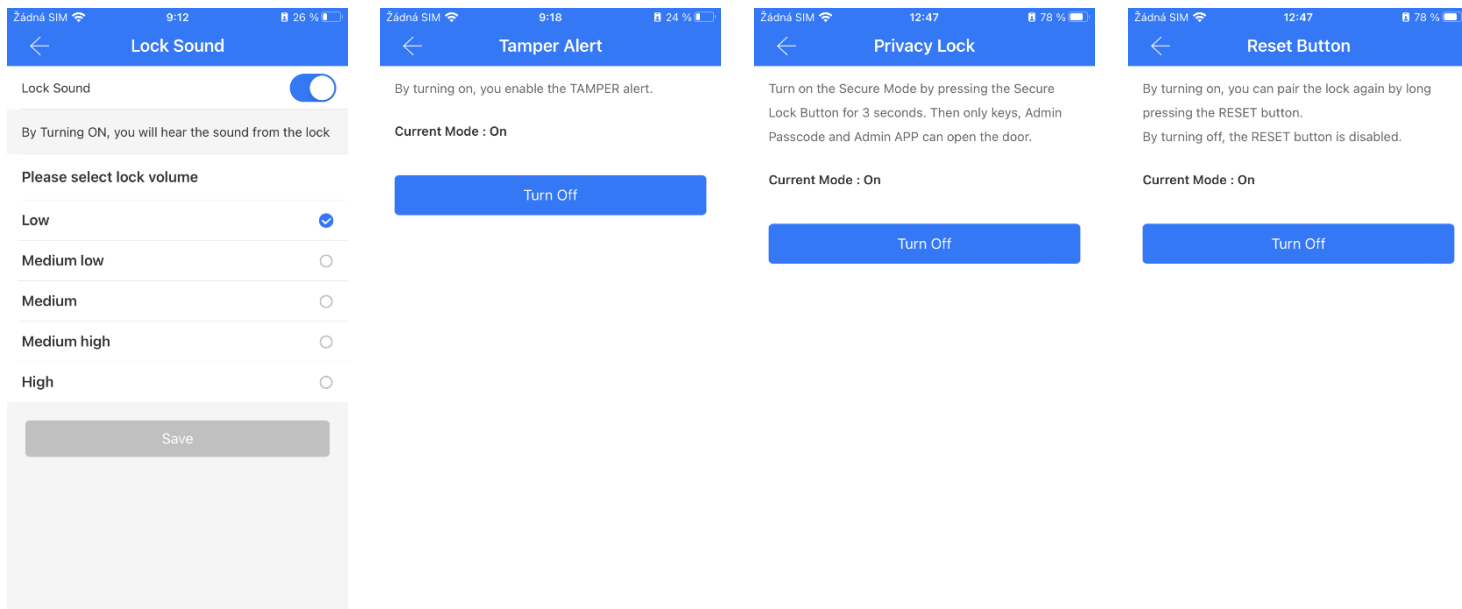 Žádná SIM 9:12 26 %
Lock Sound
Lock Sound
By Turning ON, you will hear the sound from the lock
Please select lock volume
Low
Medium low
Medium
Medium high
High
Save
Žádná SIM 9:18 24 %
Tamper Alert
By turning on, you enable the TAMPER alert.
Current Mode : On
Turn Off
Žádná SIM 12:47 78 %
Privacy Lock
Turn on the Secure Mode by pressing the Secure
Lock Button for 3 seconds. Then only keys, Admin
Passcode and Admin APP can open the door.
Current Mode : On
Turn Off
Žádná SIM 12:47 78 %
Reset Button
By turning on, you can pair the lock again by long
pressing the RESET button.
By turning off, the RESET button is disabled.
Current Mode : On
Turn Off